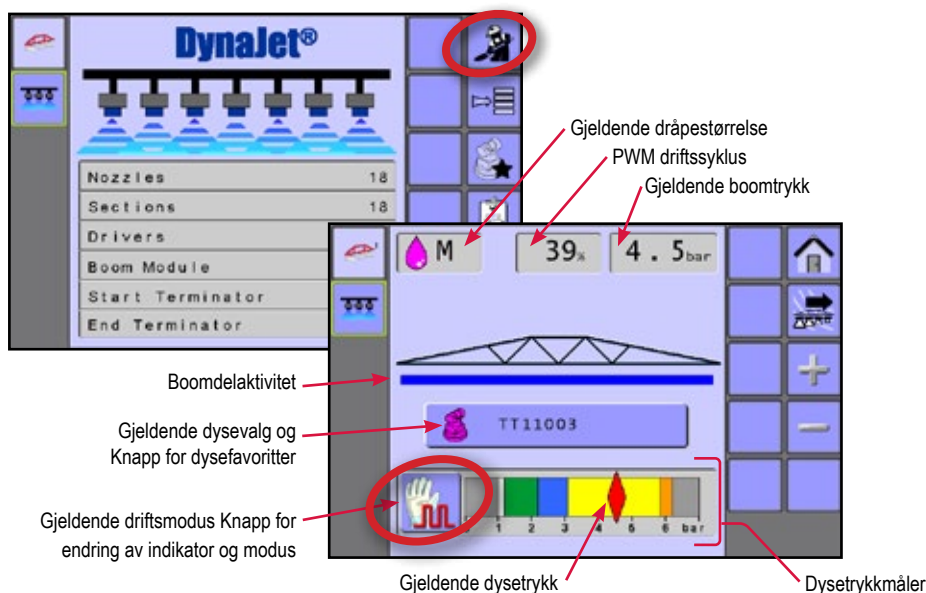 DynaJet®
Nozzles 18
Sections 18
Drivers
Boom Module
Start Terminator
End Terminator
Gjeldende dråpestørrelse
PWM driftssyklus
Gjeldende boomtrykk
M 39% 4.5bar
Boomdelaktivitet
Gjeldende dysevalg og
Knapp for dysefavoritter
TT11003
Gjeldende driftsmodus Knapp for
endring av indikator og modus
1 2 3 4 5 6 bar
Gjeldende dysetrykk
Dysetrykkmåler